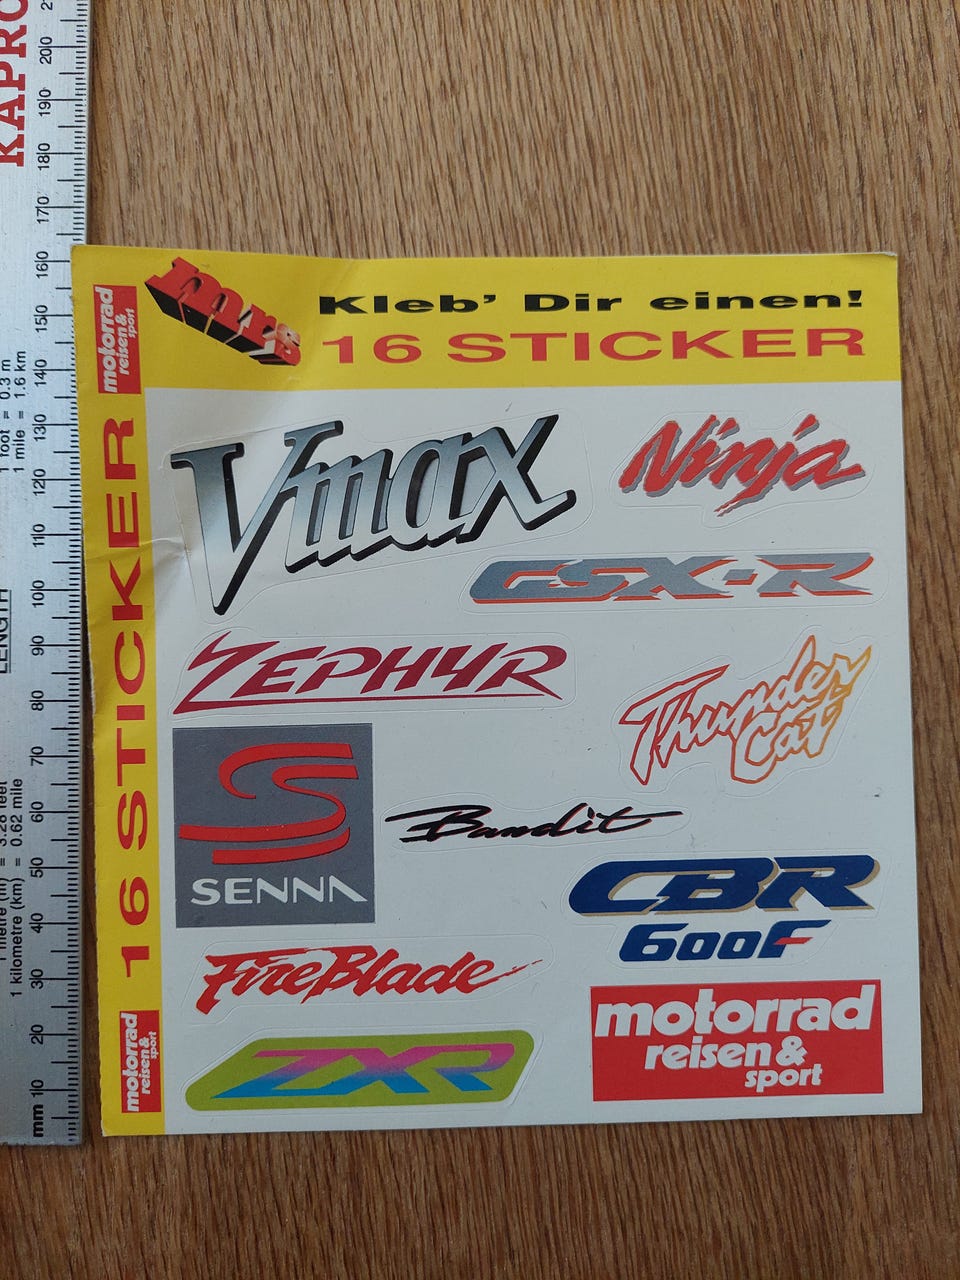 KAPRO
mrs
Kleb' Dir einen!
16 STICKER
motorrad
reisen &
sport
16 STICKER
motorrad
reisen &
sport
Vmax
Ninja
GSX-R
ZEPHYR
Thunder
Cat
SENNA
Bandit
CBR
600F
FireBlade
ZXR
motorrad
reisen &
sport
200
190
180
170
160
150
140
130
120
110
100
90
80
70
60
50
40
30
20
mm 10
1 foot = 0.3 m
1 mile = 1.6 km
LENGTH
= 3.28 feet
1 kilometre (km) = 0.62 mile